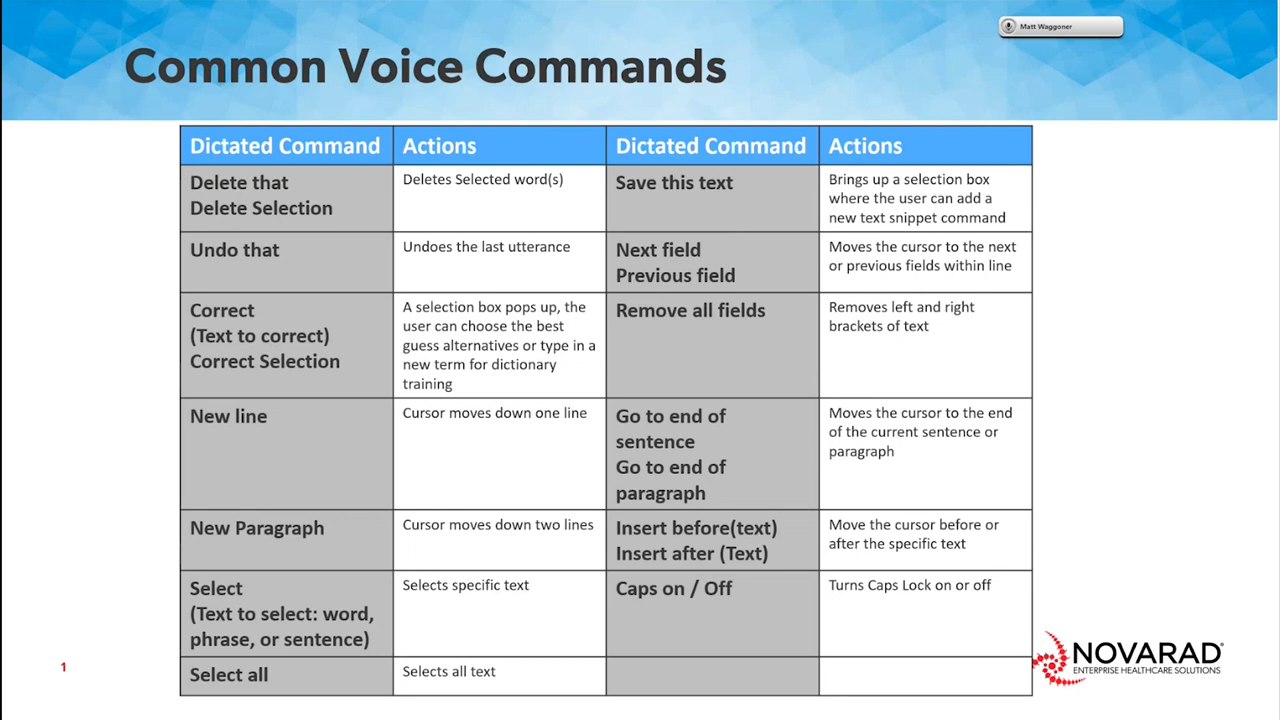 Matt Waggoner
Common Voice Commands
Dictated Command
Actions
Dictated Command
Actions
Delete that
Delete Selection
Deletes Selected word(s)
Save this text
Brings up a selection box
where the user can add a
new text snippet command
Undo that
Undoes the last utterance
Next field
Previous field
Moves the cursor to the next
or previous fields within line
Correct
(Text to correct)
Correct Selection
A selection box pops up, the
user can choose the best
guess alternatives or type in a
new term for dictionary
training
Remove all fields
Removes left and right
brackets of text
New line
Cursor moves down one line
Go to end of
sentence
Go to end of
paragraph
Moves the cursor to the end
of the current sentence or
paragraph
New Paragraph
Cursor moves down two lines
Insert before(text)
Insert after (Text)
Move the cursor before or
after the specific text
Select
(Text to select: word,
phrase, or sentence)
Selects specific text
Caps on / Off
Turns Caps Lock on or off
Select all
Selects all text
1
NOVARAD®
ENTERPRISE HEALTHCARE SOLUTIONS